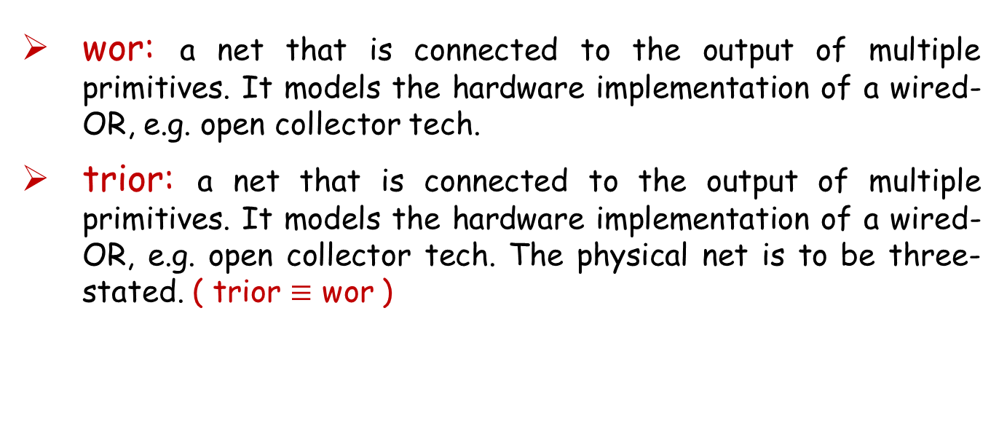 ➢ wor: a net that is connected to the output of multiple
primitives. It models the hardware implementation of a wired-
OR, e.g. open collector tech.
➢ trior: a net that is connected to the output of multiple
primitives. It models the hardware implementation of a wired-
OR, e.g. open collector tech. The physical net is to be three-
stated. ( trior ≡ wor )